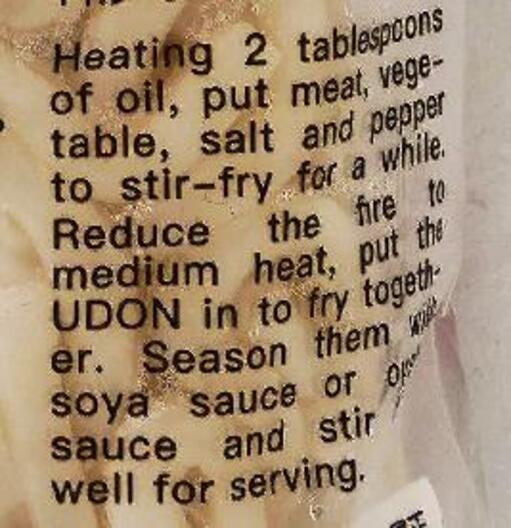 Heating 2 tablespoons
of oil, put meat, vege-
table, salt and pepper
to stir-fry for a while.
Reduce the fire to
medium heat, put the
UDON in to fry togeth-
er. Season them with
soya sauce or
sauce and stir
well for serving.